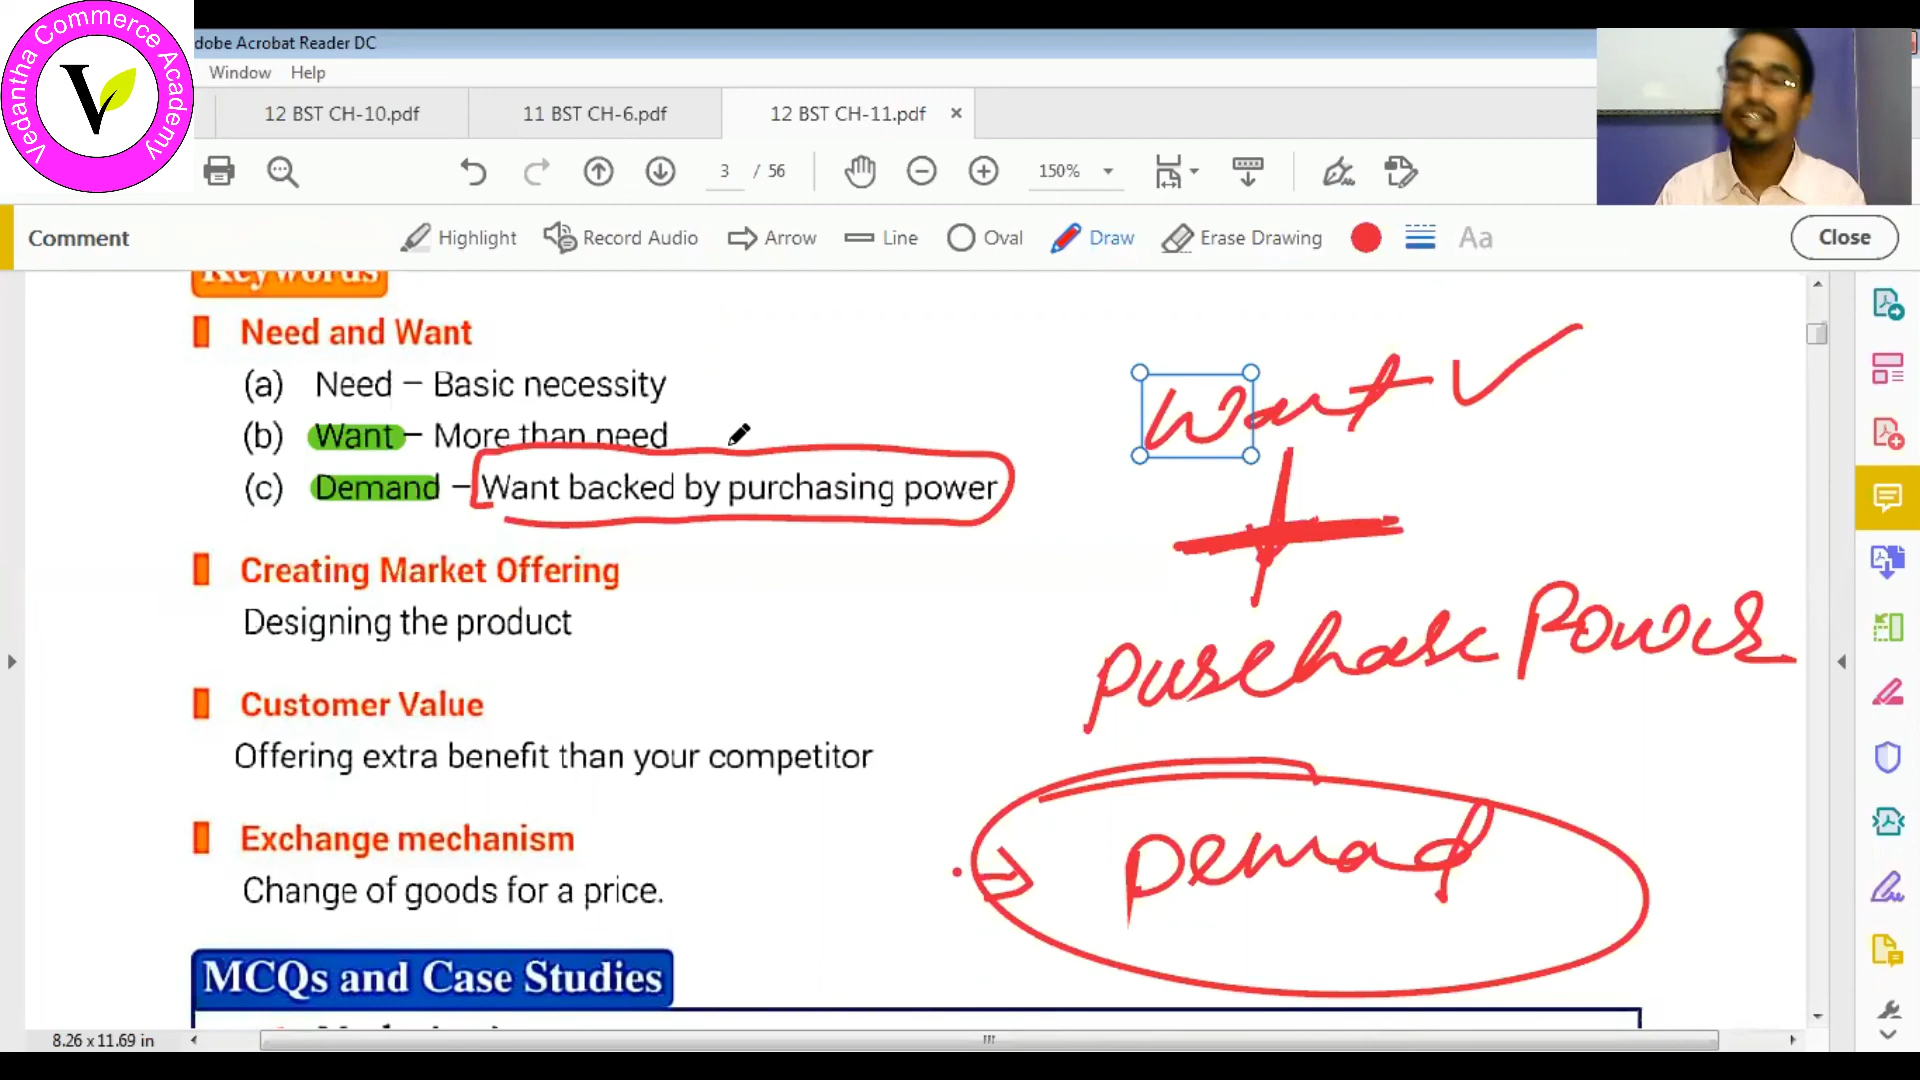 Vedantha Commerce Academy
V
dobe Acrobat Reader DC
Window Help
12 BST CH-10.pdf 11 BST CH-6.pdf 12 BST CH-11.pdf ×
3 / 56 150%
Comment Highlight Record Audio Arrow Line Oval Draw Erase Drawing Aa Close
Keywords
Need and Want
(a) Need – Basic necessity
(b) Want – More than need
(c) Demand – Want backed by purchasing power
Creating Market Offering
Designing the product
Customer Value
Offering extra benefit than your competitor
Exchange mechanism
Change of goods for a price.
MCQs and Case Studies
Want ✓
+
Purchase Power
⇒ Demad
8.26 x 11.69 in